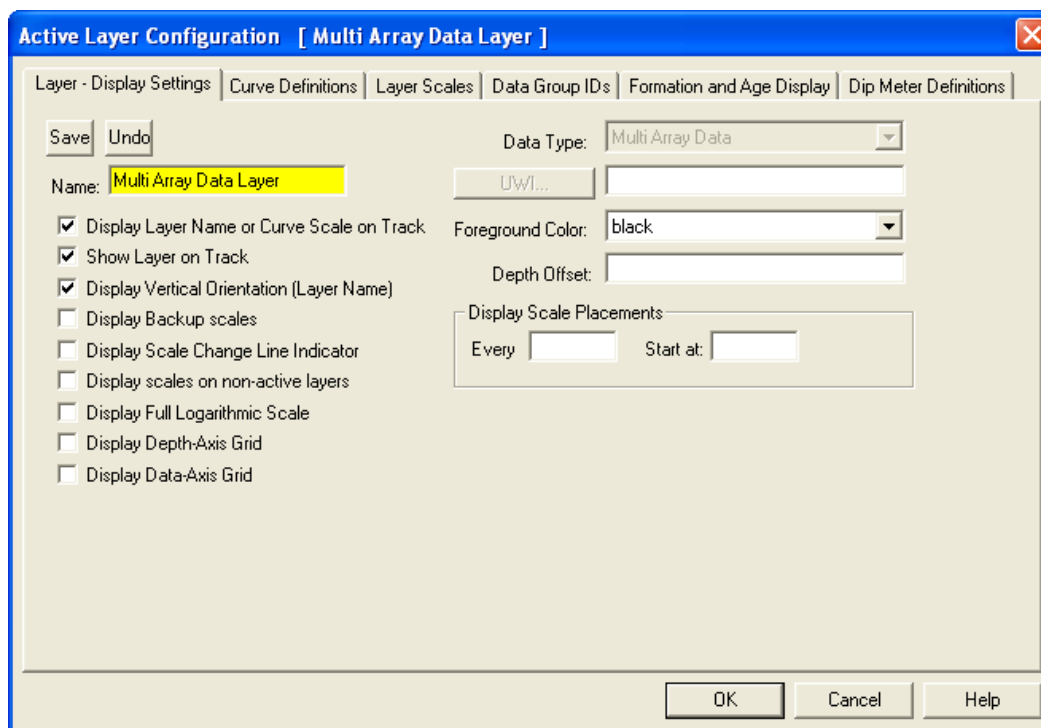 Active Layer Configuration [ Multi Array Data Layer ]
Layer - Display Settings Curve Definitions Layer Scales Data Group IDs Formation and Age Display Dip Meter Definitions
Save Undo
Name: Multi Array Data Layer
Display Layer Name or Curve Scale on Track
Show Layer on Track
Display Vertical Orientation (Layer Name)
Display Backup scales
Display Scale Change Line Indicator
Display scales on non-active layers
Display Full Logarithmic Scale
Display Depth-Axis Grid
Display Data-Axis Grid
Data Type: Multi Array Data
UWI...
Foreground Color: black
Depth Offset:
Display Scale Placements
Every Start at:
OK Cancel Help